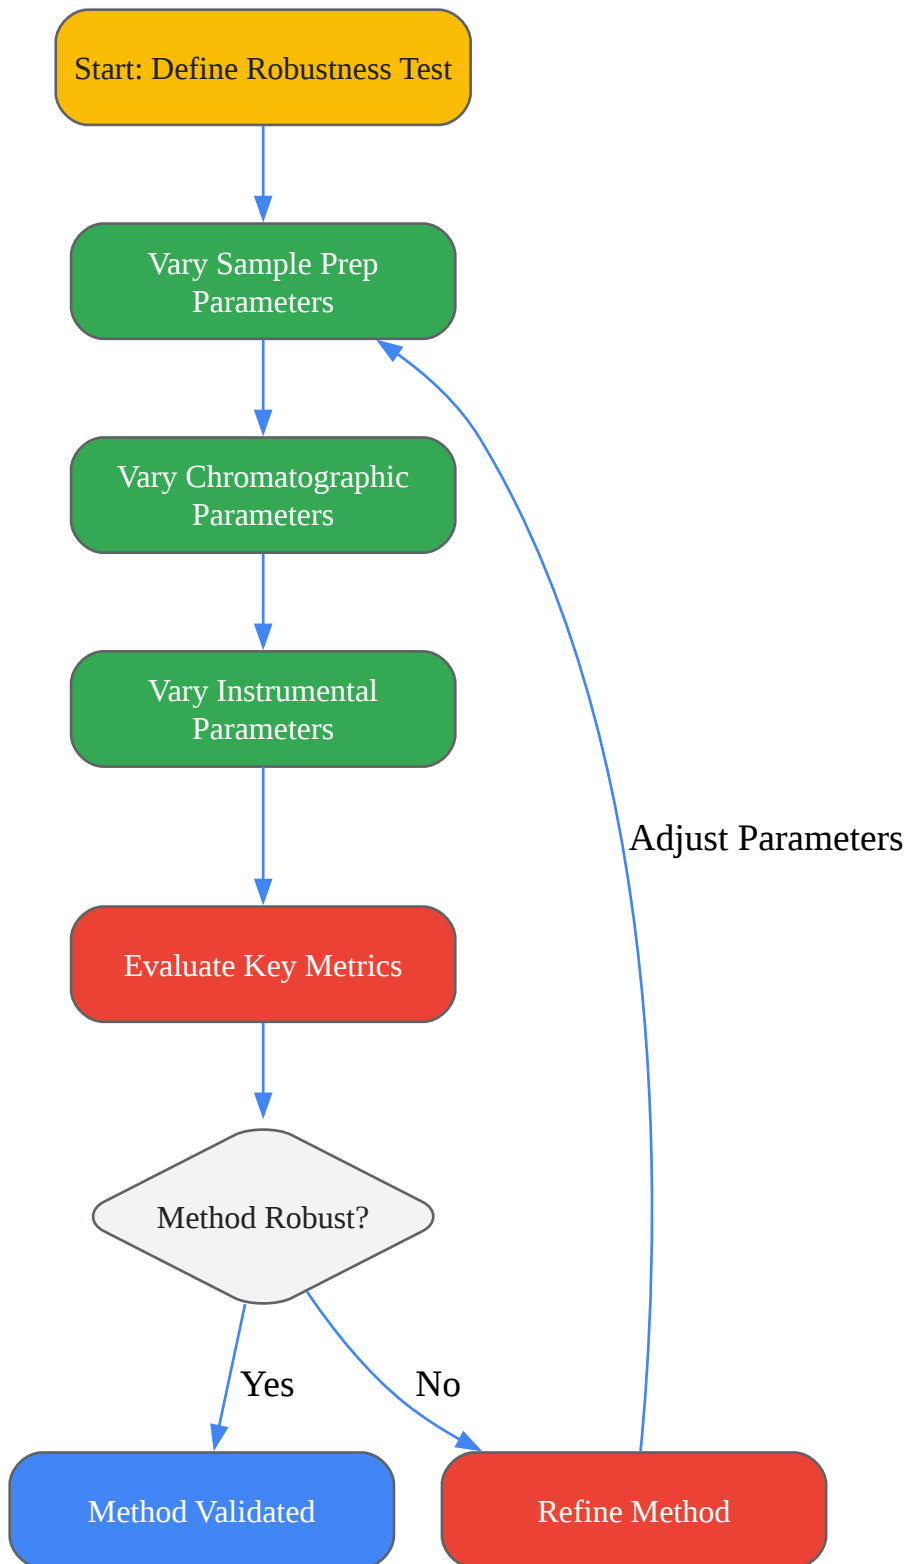 Start: Define Robustness Test
Vary Sample Prep
Parameters
Vary Chromatographic
Parameters
Vary Instrumental
Parameters
Adjust Parameters
Evaluate Key Metrics
Method Robust?
Yes
No
Method Validated
Refine Method